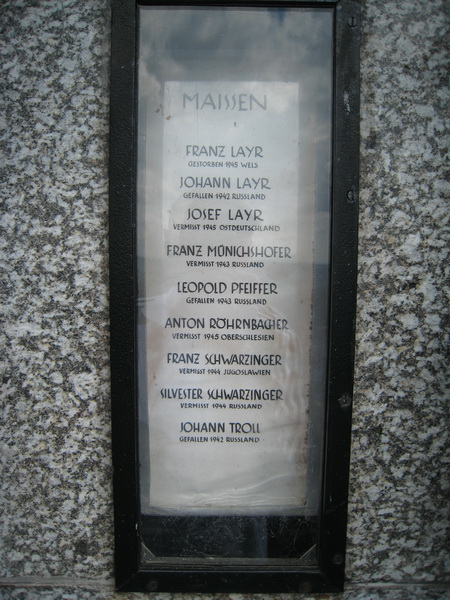 MAISSEN
FRANZ LAYR
GESTORBEN 1945 WELS
JOHANN LAYR
GEFALLEN 1942 RUSSLAND
JOSEF LAYR
VERMISST 1945 OSTDEUTSCHLAND
FRANZ MÜNICHSHOFER
VERMISST 1943 RUSSLAND
LEOPOLD PFEIFFER
GEFALLEN 1943 RUSSLAND
ANTON RÖHRNBACHER
VERMISST 1945 OBERSCHLESIEN
FRANZ SCHWARZINGER
VERMISST 1944 JUGOSLAWIEN
SILVESTER SCHWARZINGER
VERMISST 1944 RUSSLAND
JOHANN TROLL
GEFALLEN 1942 RUSSLAND